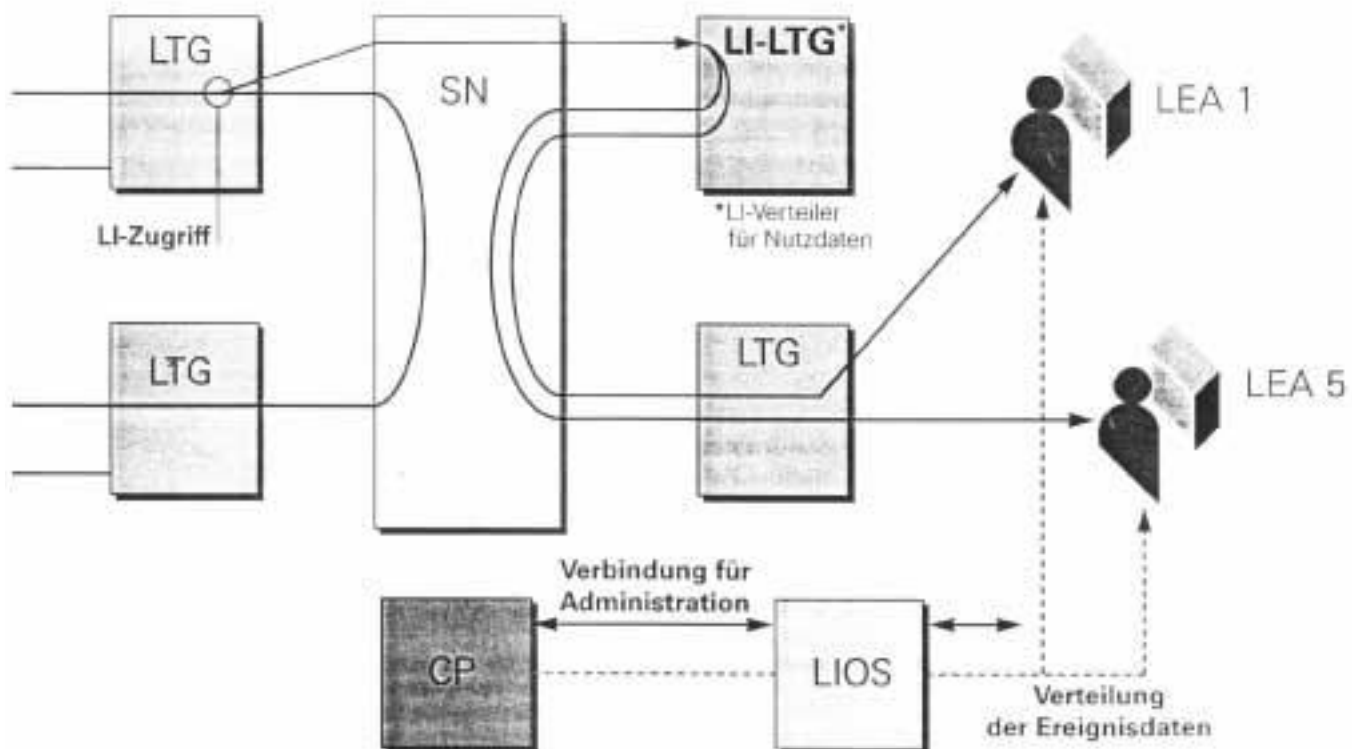 LTG
SN
LI-LTG*
LEA 1
LI-Zugriff
*LI-Verteiler
für Nutzdaten
LTG
LTG
LEA 5
Verbindung für
Administration
CP
LIOS
Verteilung
der Ereignisdaten